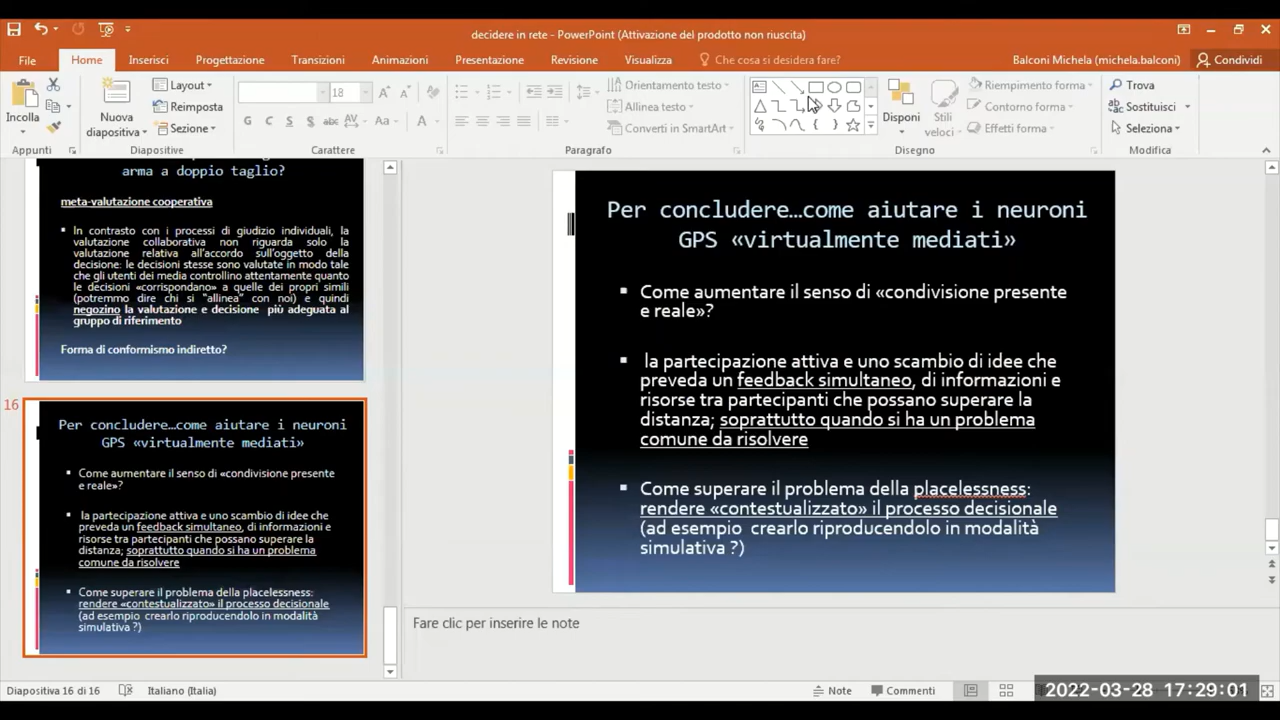 decidere in rete - PowerPoint (Attivazione del prodotto non riuscita)
File
Home
Inserisci
Progettazione
Transizioni
Animazioni
Presentazione
Revisione
Visualizza
Che cosa si desidera fare?
Balconi Michela (michela.balconi)
Condividi
Incolla
Appunti
Nuova diapositiva
Layout
Reimposta
Sezione
Diapositive
18
G C S S abc AV Aa A
Carattere
Orientamento testo
Allinea testo
Converti in SmartArt
Paragrafo
Disponi
Stili veloci
Riempimento forma
Contorno forma
Effetti forma
Disegno
Trova
Sostituisci
Seleziona
Modifica
arma a doppio taglio?
meta-valutazione cooperativa
▪ In contrasto con i processi di giudizio individuali, la
valutazione collaborativa non riguarda solo la
valutazione relativa all'accordo sull'oggetto della
decisione: le decisioni stesse sono valutate in modo tale
che gli utenti dei media controllino attentamente quanto
le decisioni «corrispondano» a quelle dei propri simili
(potremmo dire chi si "allinea" con noi) e quindi
negozino la valutazione e decisione più adeguata al
gruppo di riferimento
Forma di conformismo indiretto?
16
Per concludere…come aiutare i neuroni
GPS «virtualmente mediati»
▪ Come aumentare il senso di «condivisione presente
e reale»?
▪ la partecipazione attiva e uno scambio di idee che
preveda un feedback simultaneo, di informazioni e
risorse tra partecipanti che possano superare la
distanza; soprattutto quando si ha un problema
comune da risolvere
▪ Come superare il problema della placelessness:
rendere «contestualizzato» il processo decisionale
(ad esempio crearlo riproducendolo in modalità
simulativa ?)
Per concludere…come aiutare i neuroni
GPS «virtualmente mediati»
▪ Come aumentare il senso di «condivisione presente
e reale»?
▪ la partecipazione attiva e uno scambio di idee che
preveda un feedback simultaneo, di informazioni e
risorse tra partecipanti che possano superare la
distanza; soprattutto quando si ha un problema
comune da risolvere
▪ Come superare il problema della placelessness:
rendere «contestualizzato» il processo decisionale
(ad esempio crearlo riproducendolo in modalità
simulativa ?)
Fare clic per inserire le note
Diapositiva 16 di 16
Italiano (Italia)
Note
Commenti
2022-03-28 17:29:01